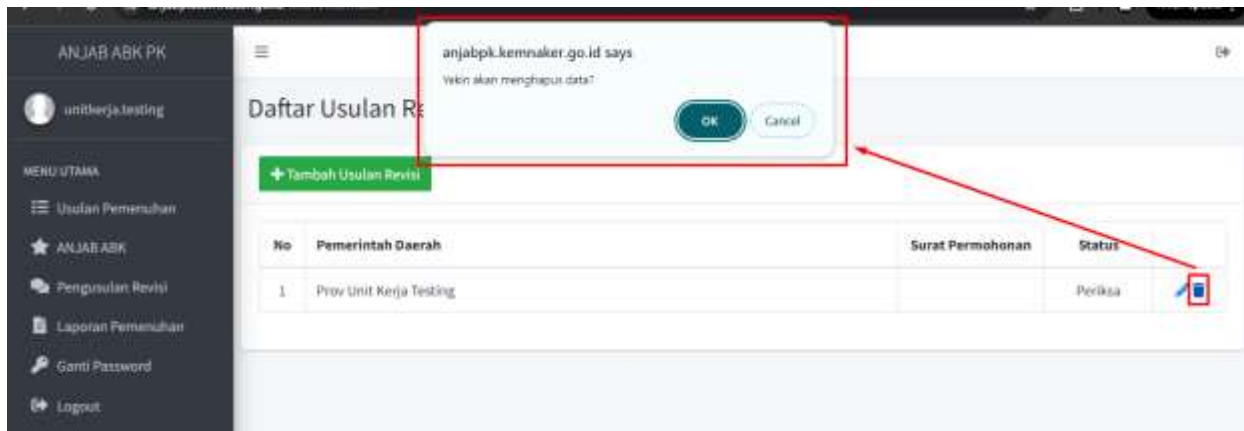 ANJAB ABK PK
anjabpk.kemnaker.go.id says
Yakin akan menghapus data?
OK
Cancel
unitkerja.testing
Daftar Usulan Re
MENU UTAMA
Tambah Usulan Revisi
Usulan Pemenuhan
ANJAB ABK
Pengusulan Revisi
Laporan Pemenuhan
Ganti Password
Logout
No Pemerintah Daerah Surat Permohonan Status
1 Prov Unit Kerja Testing Periksa